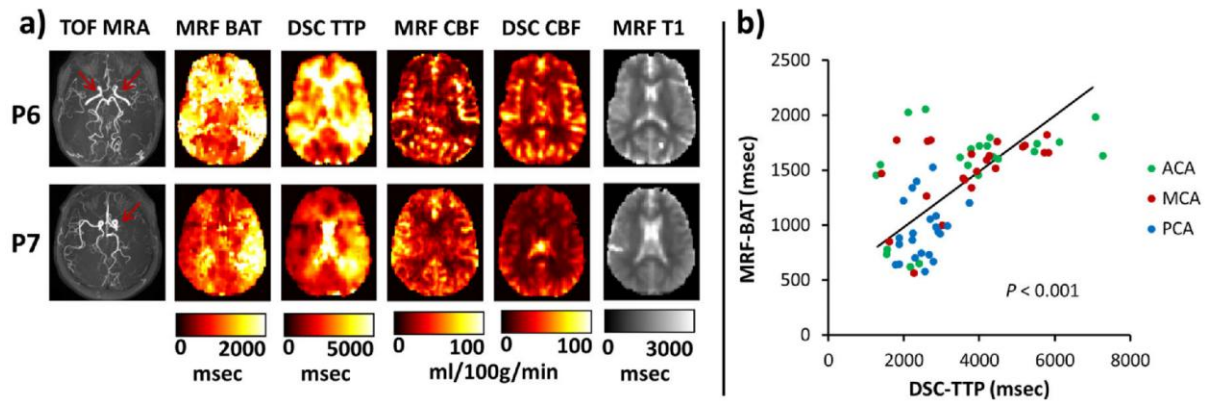 a)
TOF MRA MRF BAT DSC TTP MRF CBF DSC CBF MRF T1
P6
P7
0 2000 0 5000 0 100 0 100 0 3000
msec msec ml/100g/min msec
b)
2500
2000
1500
1000
500
0
MRF-BAT (msec)
0 2000 4000 6000 8000
DSC-TTP (msec)
P < 0.001
ACA
MCA
PCA